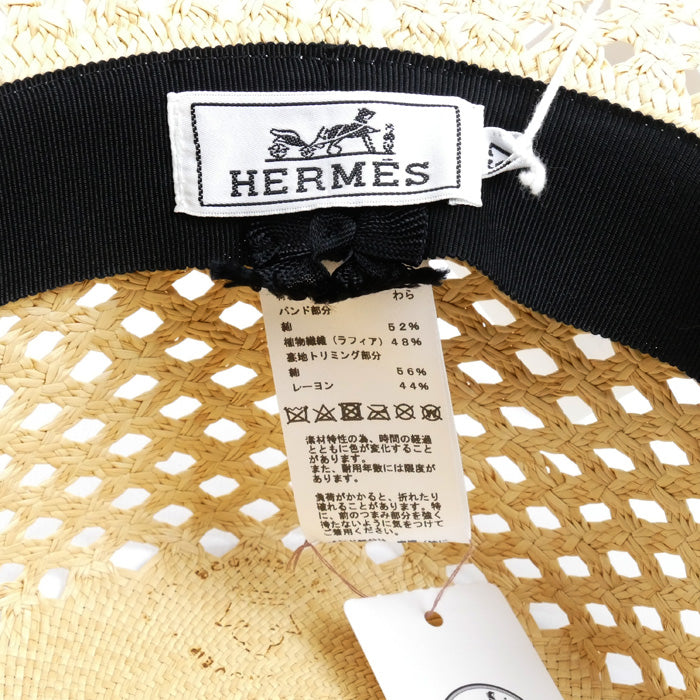 HERMES
わら
バンド部分
綿 52%
植物繊維(ラフィア)48%
裏地トリミング部分
綿 56%
レーヨン 44%
素材特性の為、時間の経過
とともに色が変化すること
があります。
また、耐用年数には限度が
あります。
負荷がかかると、折れたり
破れることがあります。特
に、前のつまみ部分を強く
持たないように気をつけて
ご着用ください。